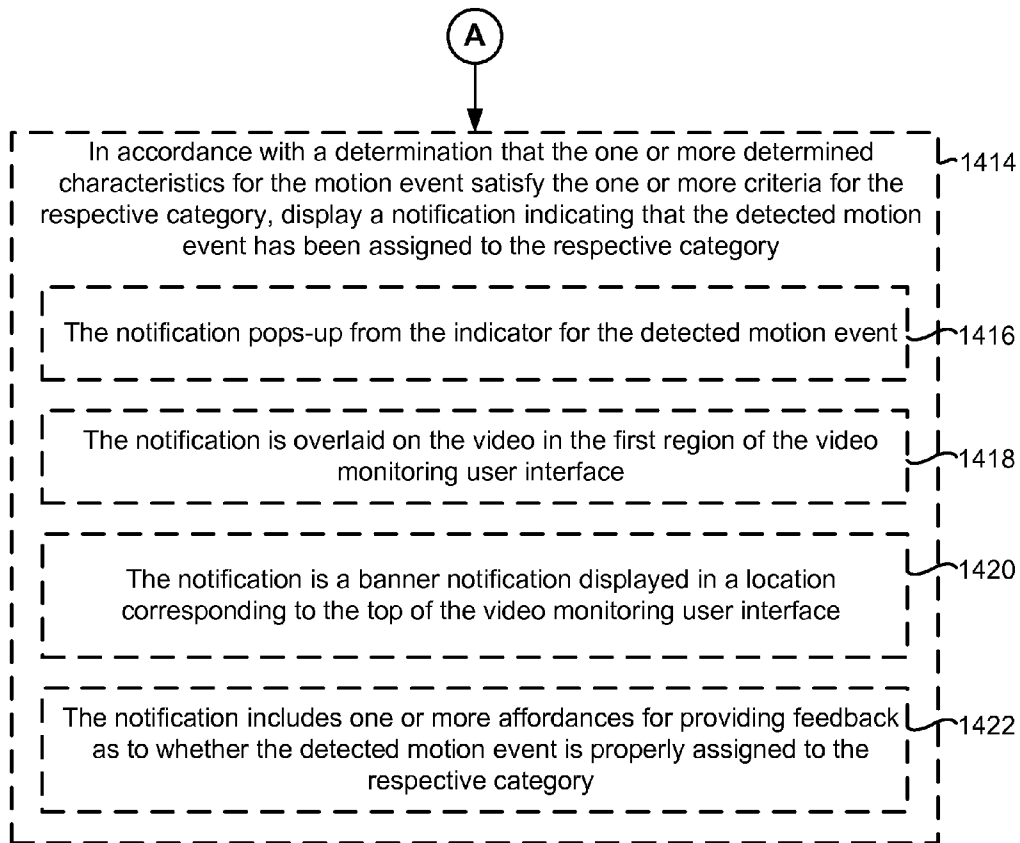 A
In accordance with a determination that the one or more determined
characteristics for the motion event satisfy the one or more criteria for the
respective category, display a notification indicating that the detected motion
event has been assigned to the respective category
1414
The notification pops-up from the indicator for the detected motion event
1416
The notification is overlaid on the video in the first region of the video
monitoring user interface
1418
The notification is a banner notification displayed in a location
corresponding to the top of the video monitoring user interface
1420
The notification includes one or more affordances for providing feedback
as to whether the detected motion event is properly assigned to the
respective category
1422